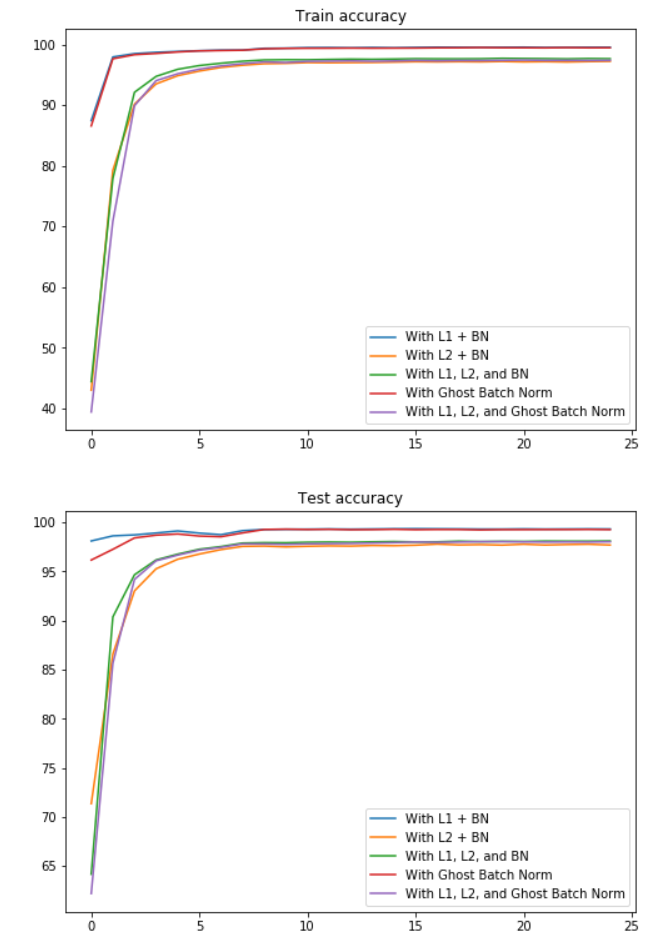 Train accuracy
100
90
80
70
60
50
40
With L1 + BN
With L2 + BN
With L1, L2, and BN
With Ghost Batch Norm
With L1, L2, and Ghost Batch Norm
0 5 10 15 20 25
Test accuracy
100
95
90
85
80
75
70
65
With L1 + BN
With L2 + BN
With L1, L2, and BN
With Ghost Batch Norm
With L1, L2, and Ghost Batch Norm
0 5 10 15 20 25